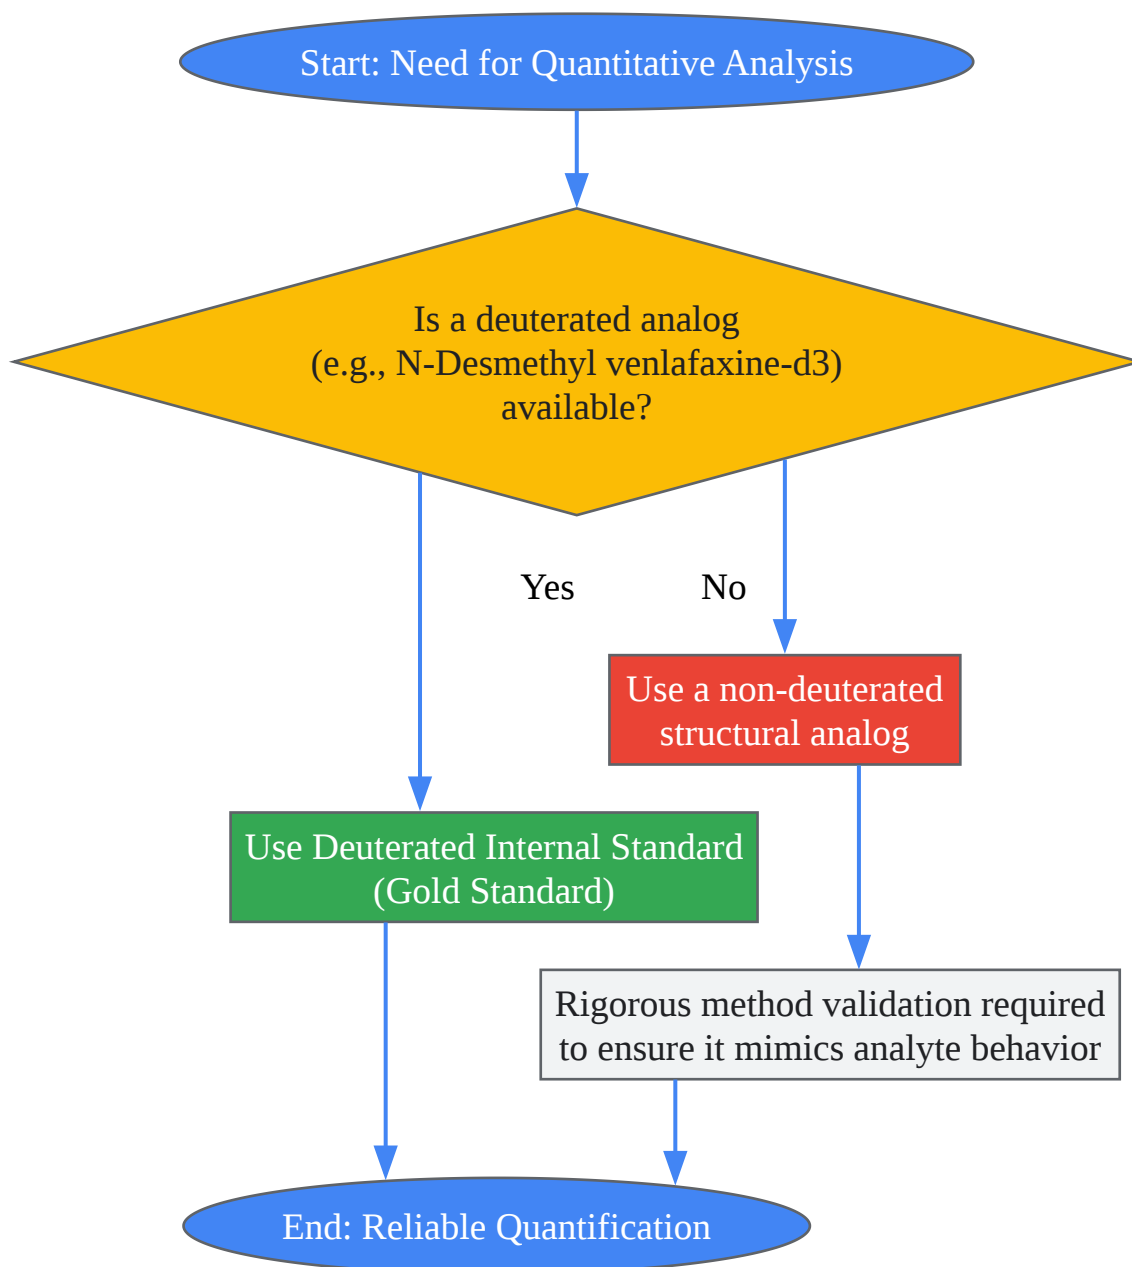 Start: Need for Quantitative Analysis
Is a deuterated analog
(e.g., N-Desmethyl venlafaxine-d3)
available?
Yes
No
Use a non-deuterated
structural analog
Use Deuterated Internal Standard
(Gold Standard)
Rigorous method validation required
to ensure it mimics analyte behavior
End: Reliable Quantification